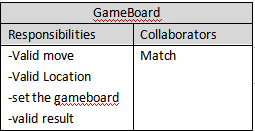 GameBoard
Responsibilities Collaborators
-Valid move Match
-Valid Location
-set the gameboard
-valid result